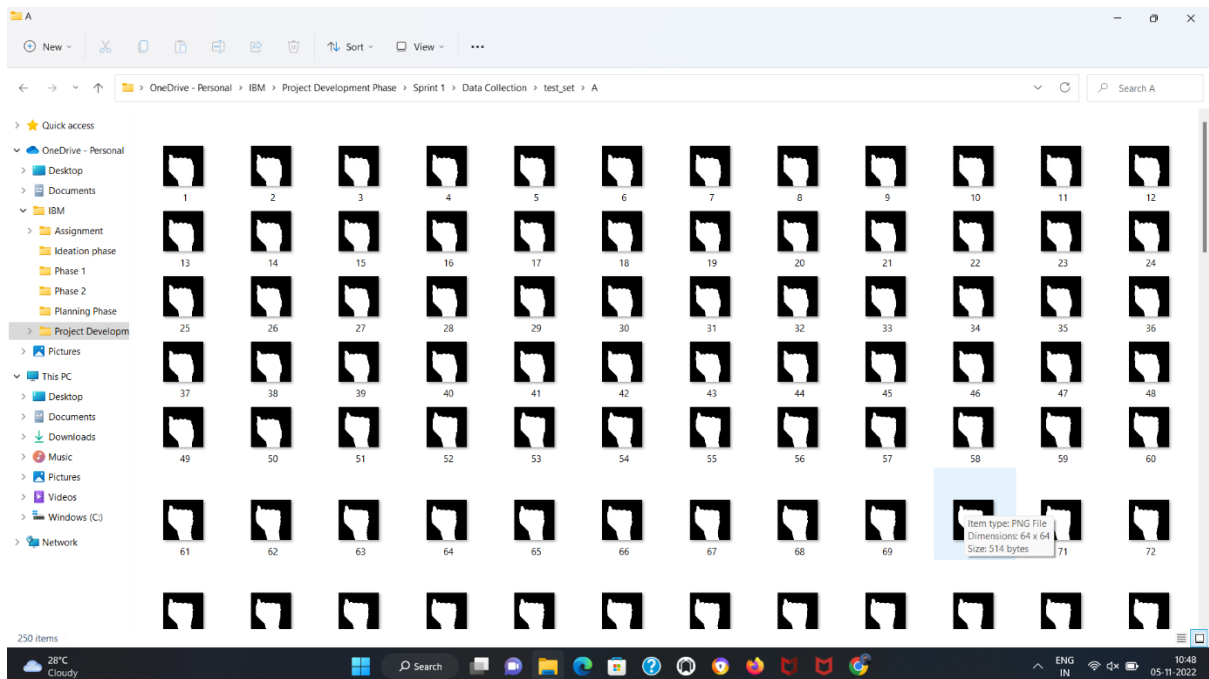 A
New
Sort
View
OneDrive - Personal > IBM > Project Development Phase > Sprint 1 > Data Collection > test_set > A
Search A
Quick access
OneDrive - Personal
Desktop
Documents
IBM
Assignment
Ideation phase
Phase 1
Phase 2
Planning Phase
Project Developm
Pictures
This PC
Desktop
Documents
Downloads
Music
Pictures
Videos
Windows (C:)
Network
1 2 3 4 5 6 7 8 9 10 11 12
13 14 15 16 17 18 19 20 21 22 23 24
25 26 27 28 29 30 31 32 33 34 35 36
37 38 39 40 41 42 43 44 45 46 47 48
49 50 51 52 53 54 55 56 57 58 59 60
61 62 63 64 65 66 67 68 69 71 72
Item type: PNG File
Dimensions: 64 x 64
Size: 514 bytes
250 items
28°C
Cloudy
Search
ENG
IN
10:48
05-11-2022